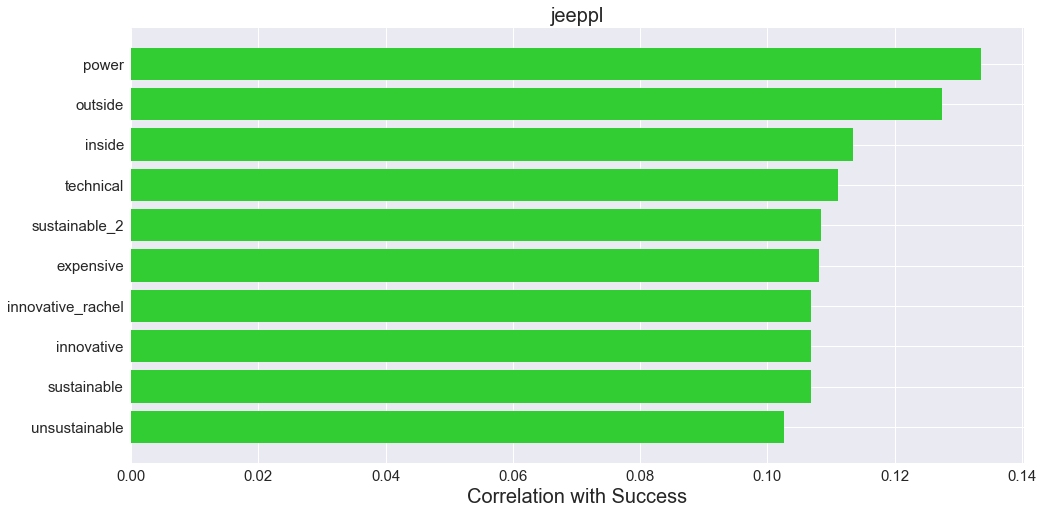 jeeppl
power
outside
inside
technical
sustainable_2
expensive
innovative_rachel
innovative
sustainable
unsustainable
0.00 0.02 0.04 0.06 0.08 0.10 0.12 0.14
Correlation with Success